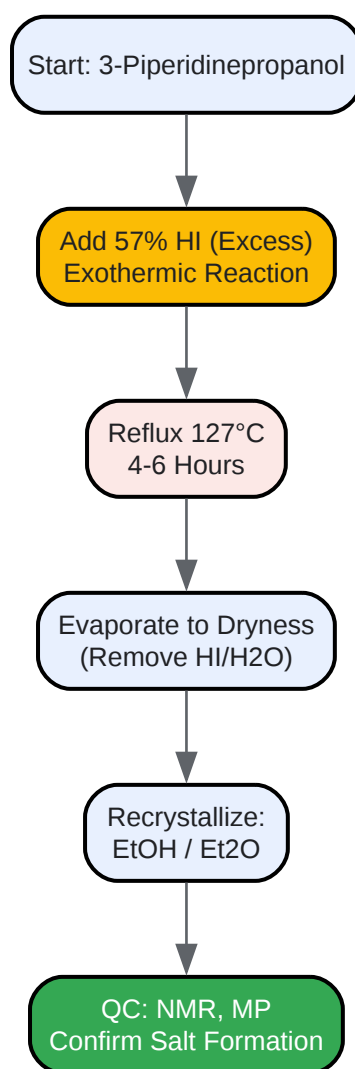 Start: 3-Piperidinepropanol
Add 57% HI (Excess)
Exothermic Reaction
Reflux 127°C
4-6 Hours
Evaporate to Dryness
(Remove HI/H2O)
Recrystallize:
EtOH / Et2O
QC: NMR, MP
Confirm Salt Formation